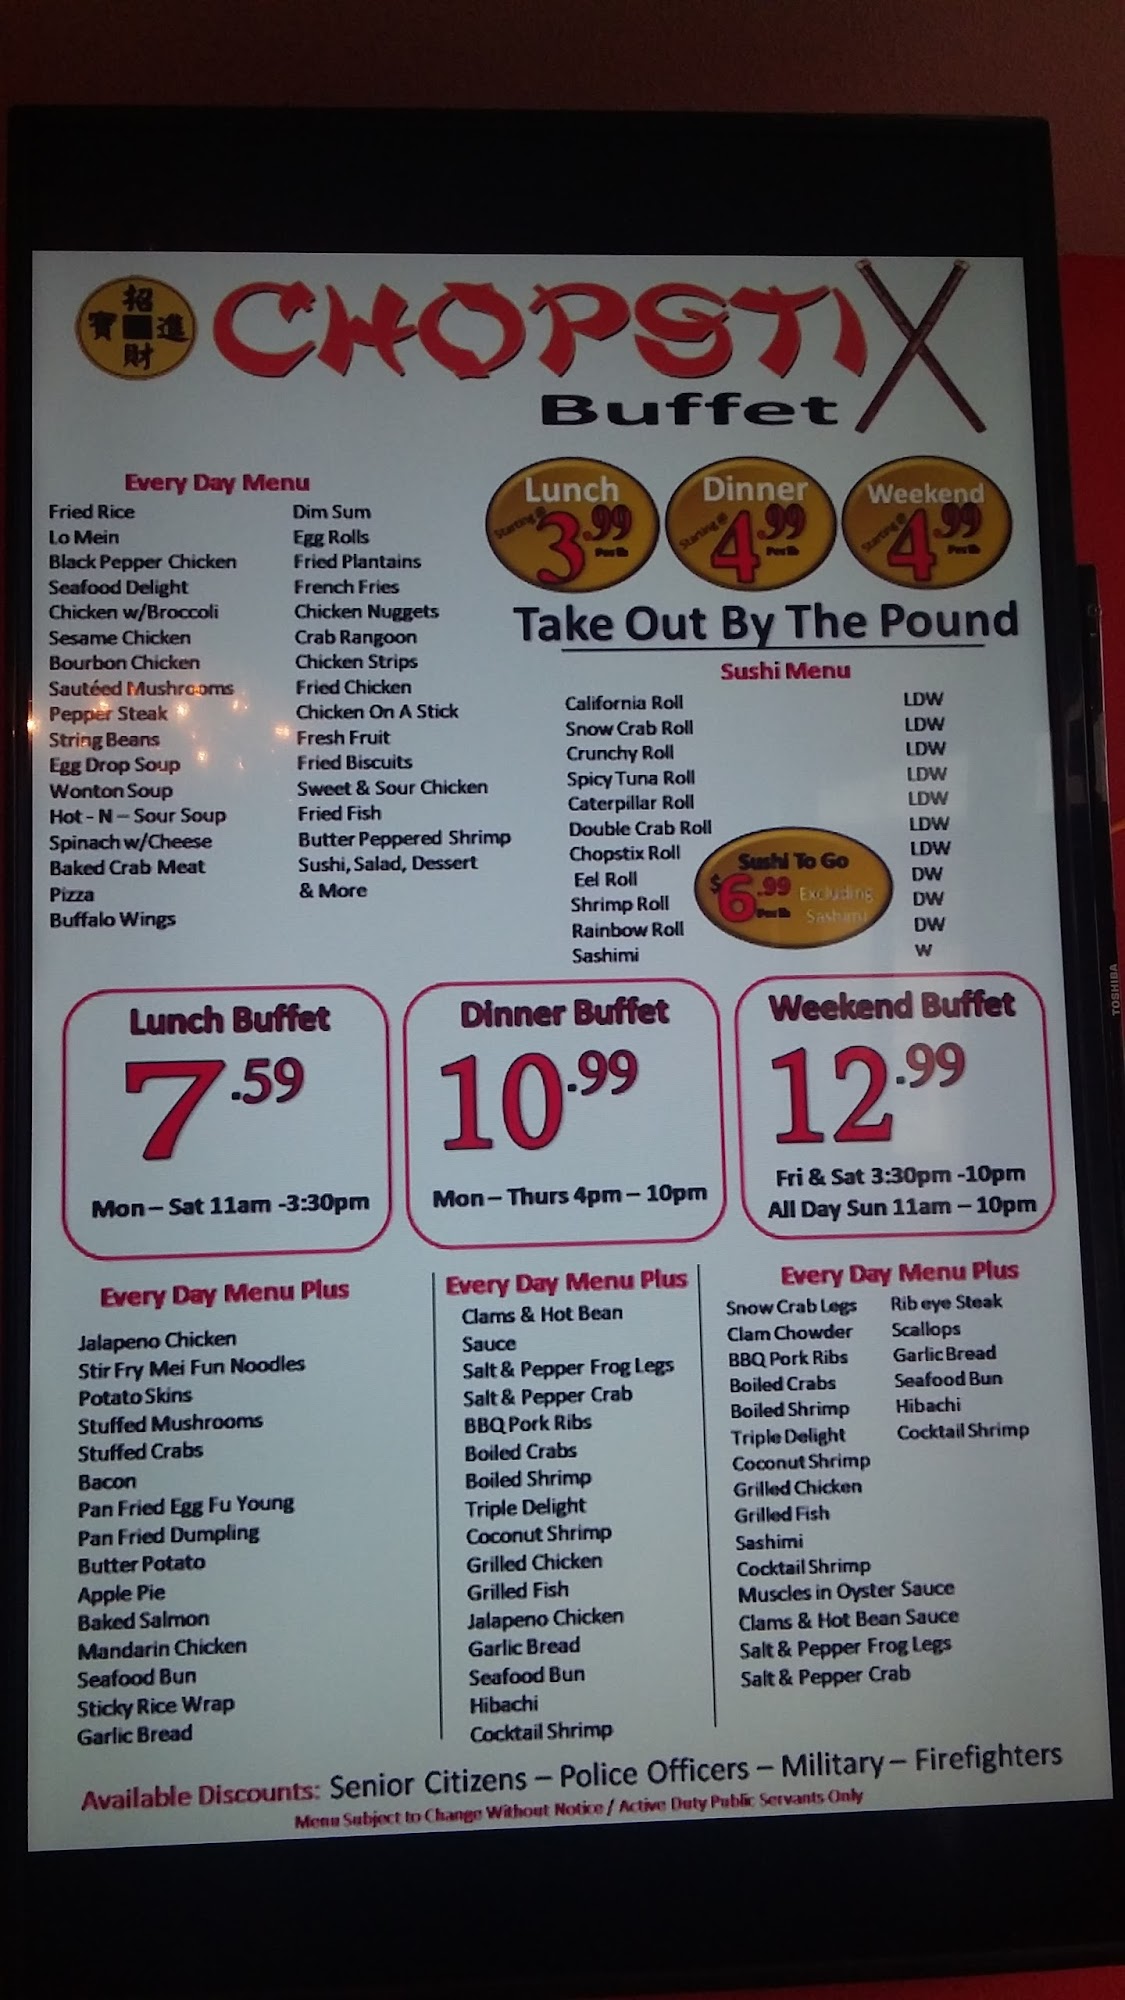 招
寶 進
財
CHOPSTIX
Buffet
Every Day Menu
Fried Rice
Lo Mein
Black Pepper Chicken
Seafood Delight
Chicken w/Broccoli
Sesame Chicken
Bourbon Chicken
Sautéed Mushrooms
Pepper Steak
String Beans
Egg Drop Soup
Wonton Soup
Hot - N – Sour Soup
Spinach w/Cheese
Baked Crab Meat
Pizza
Buffalo Wings
Dim Sum
Egg Rolls
Fried Plantains
French Fries
Chicken Nuggets
Crab Rangoon
Chicken Strips
Fried Chicken
Chicken On A Stick
Fresh Fruit
Fried Biscuits
Sweet & Sour Chicken
Fried Fish
Butter Peppered Shrimp
Sushi, Salad, Dessert
& More
Lunch
Starting @
3.99
Per lb
Dinner
Starting @
4.99
Per lb
Weekend
Starting @
4.99
Per lb
Take Out By The Pound
Sushi Menu
California Roll LDW
Snow Crab Roll LDW
Crunchy Roll LDW
Spicy Tuna Roll LDW
Caterpillar Roll LDW
Double Crab Roll LDW
Chopstix Roll LDW
Eel Roll DW
Shrimp Roll DW
Rainbow Roll DW
Sashimi W
Sushi To Go
$6.99
Per lb
Excluding
Sashimi
Lunch Buffet
7.59
Mon – Sat 11am -3:30pm
Dinner Buffet
10.99
Mon – Thurs 4pm – 10pm
Weekend Buffet
12.99
Fri & Sat 3:30pm -10pm
All Day Sun 11am – 10pm
Every Day Menu Plus
Jalapeno Chicken
Stir Fry Mei Fun Noodles
Potato Skins
Stuffed Mushrooms
Stuffed Crabs
Bacon
Pan Fried Egg Fu Young
Pan Fried Dumpling
Butter Potato
Apple Pie
Baked Salmon
Mandarin Chicken
Seafood Bun
Sticky Rice Wrap
Garlic Bread
Every Day Menu Plus
Clams & Hot Bean
Sauce
Salt & Pepper Frog Legs
Salt & Pepper Crab
BBQ Pork Ribs
Boiled Crabs
Boiled Shrimp
Triple Delight
Coconut Shrimp
Grilled Chicken
Grilled Fish
Jalapeno Chicken
Garlic Bread
Seafood Bun
Hibachi
Cocktail Shrimp
Every Day Menu Plus
Snow Crab Legs
Clam Chowder
BBQ Pork Ribs
Boiled Crabs
Boiled Shrimp
Triple Delight
Coconut Shrimp
Grilled Chicken
Grilled Fish
Sashimi
Cocktail Shrimp
Muscles in Oyster Sauce
Clams & Hot Bean Sauce
Salt & Pepper Frog Legs
Salt & Pepper Crab
Rib eye Steak
Scallops
Garlic Bread
Seafood Bun
Hibachi
Cocktail Shrimp
Available Discounts: Senior Citizens – Police Officers – Military – Firefighters
Menu Subject to Change Without Notice / Active Duty Public Servants Only
TOSHIBA